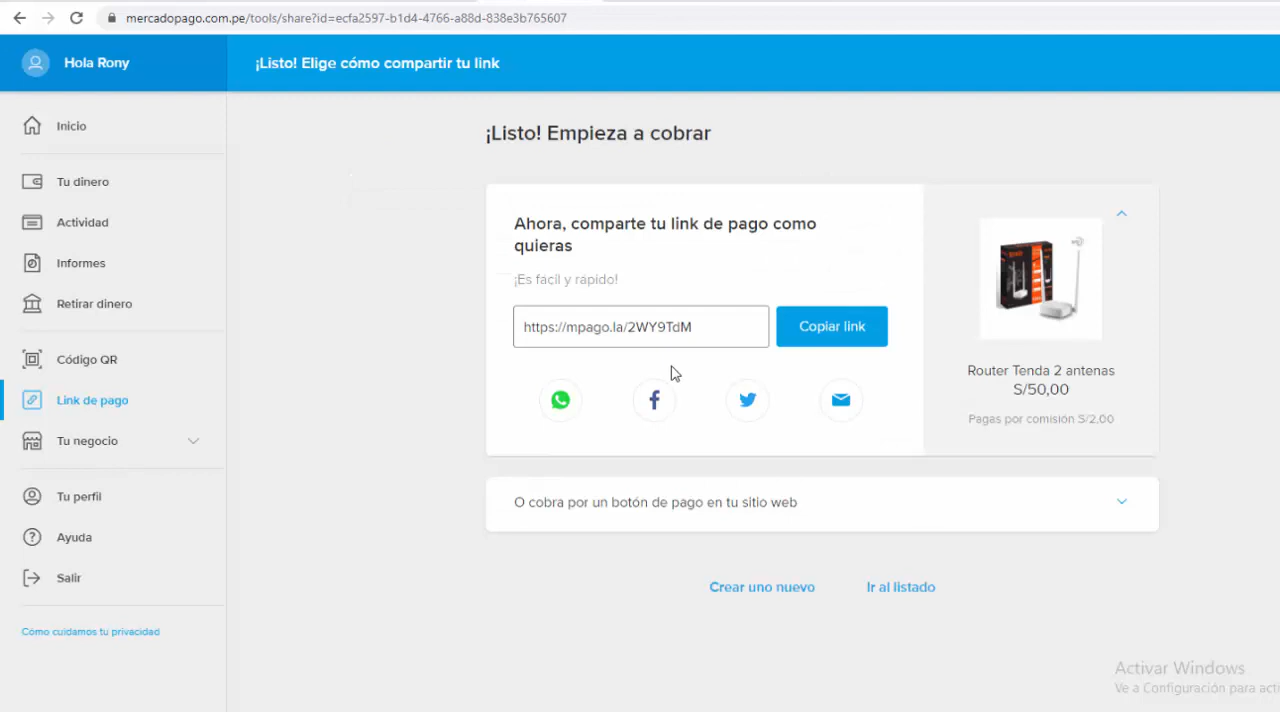 mercadopago.com.pe/tools/share?id=ecfa2597-b1d4-4766-a88d-838e3b765607
Hola Rony
¡Listo! Elige cómo compartir tu link
Inicio
Tu dinero
Actividad
Informes
Retirar dinero
Código QR
Link de pago
Tu negocio
Tu perfil
Ayuda
Salir
Cómo cuidamos tu privacidad
¡Listo! Empieza a cobrar
Ahora, comparte tu link de pago como
quieras
¡Es fácil y rápido!
https://mpago.la/2WY9TdM
Copiar link
Router Tenda 2 antenas
S/50,00
Pagas por comisión S/2,00
O cobra por un botón de pago en tu sitio web
Crear uno nuevo
Ir al listado
Activar Windows
Ve a Configuración para acti